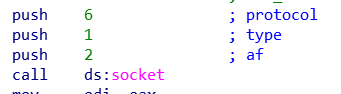 push 6 ; protocol
push 1 ; type
push 2 ; af
call ds:socket